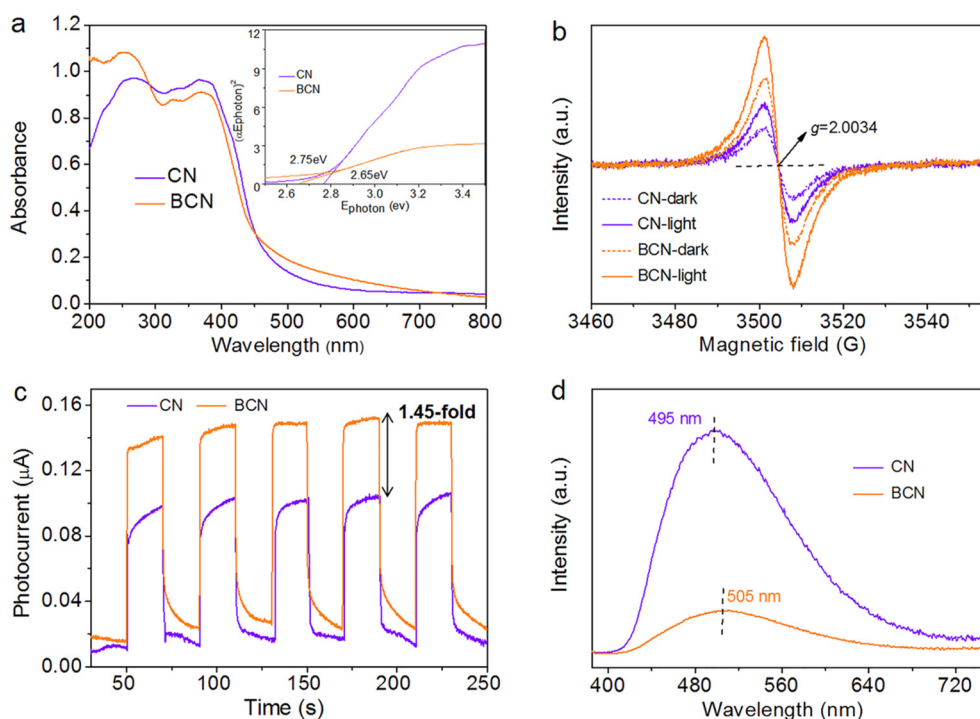 a
Absorbance
1.2
1.0
0.8
0.6
0.4
0.2
0.0
200 300 400 500 600 700 800
Wavelength (nm)
CN
BCN
(αEphoton)²
12
9
6
3
0
CN
BCN
2.75eV
2.65eV
2.6 2.8 3.0 3.2 3.4
Ephoton (ev)
b
Intensity (a.u.)
g=2.0034
CN-dark
CN-light
BCN-dark
BCN-light
3460 3480 3500 3520 3540
Magnetic field (G)
c
Photocurrent (μA)
0.16
0.12
0.08
0.04
0.00
CN BCN
1.45-fold
50 100 150 200 250
Time (s)
d
Intensity (a.u.)
495 nm
CN
BCN
505 nm
400 480 560 640 720
Wavelength (nm)